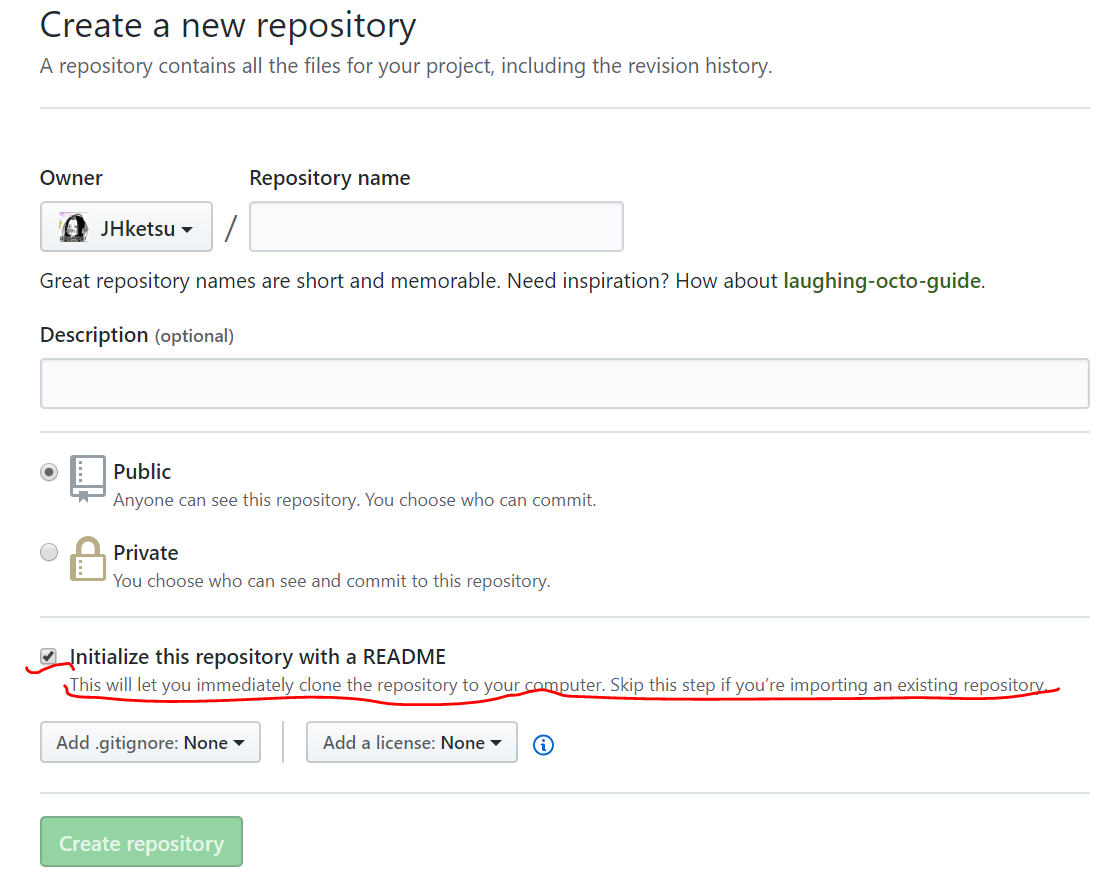 Create a new repository
A repository contains all the files for your project, including the revision history.
Owner Repository name
JHketsu /
Great repository names are short and memorable. Need inspiration? How about laughing-octo-guide.
Description (optional)
Public
Anyone can see this repository. You choose who can commit.
Private
You choose who can see and commit to this repository.
Initialize this repository with a README
This will let you immediately clone the repository to your computer. Skip this step if you’re importing an existing repository.
Add .gitignore: None Add a license: None
Create repository